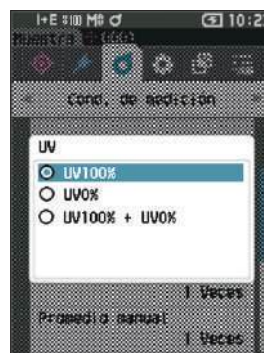 I+E
10:2
Muestra
Cond. de medición
UV
UV100%
UV0%
UV100% + UV0%
1 Veces
Promedio manual
1 Veces